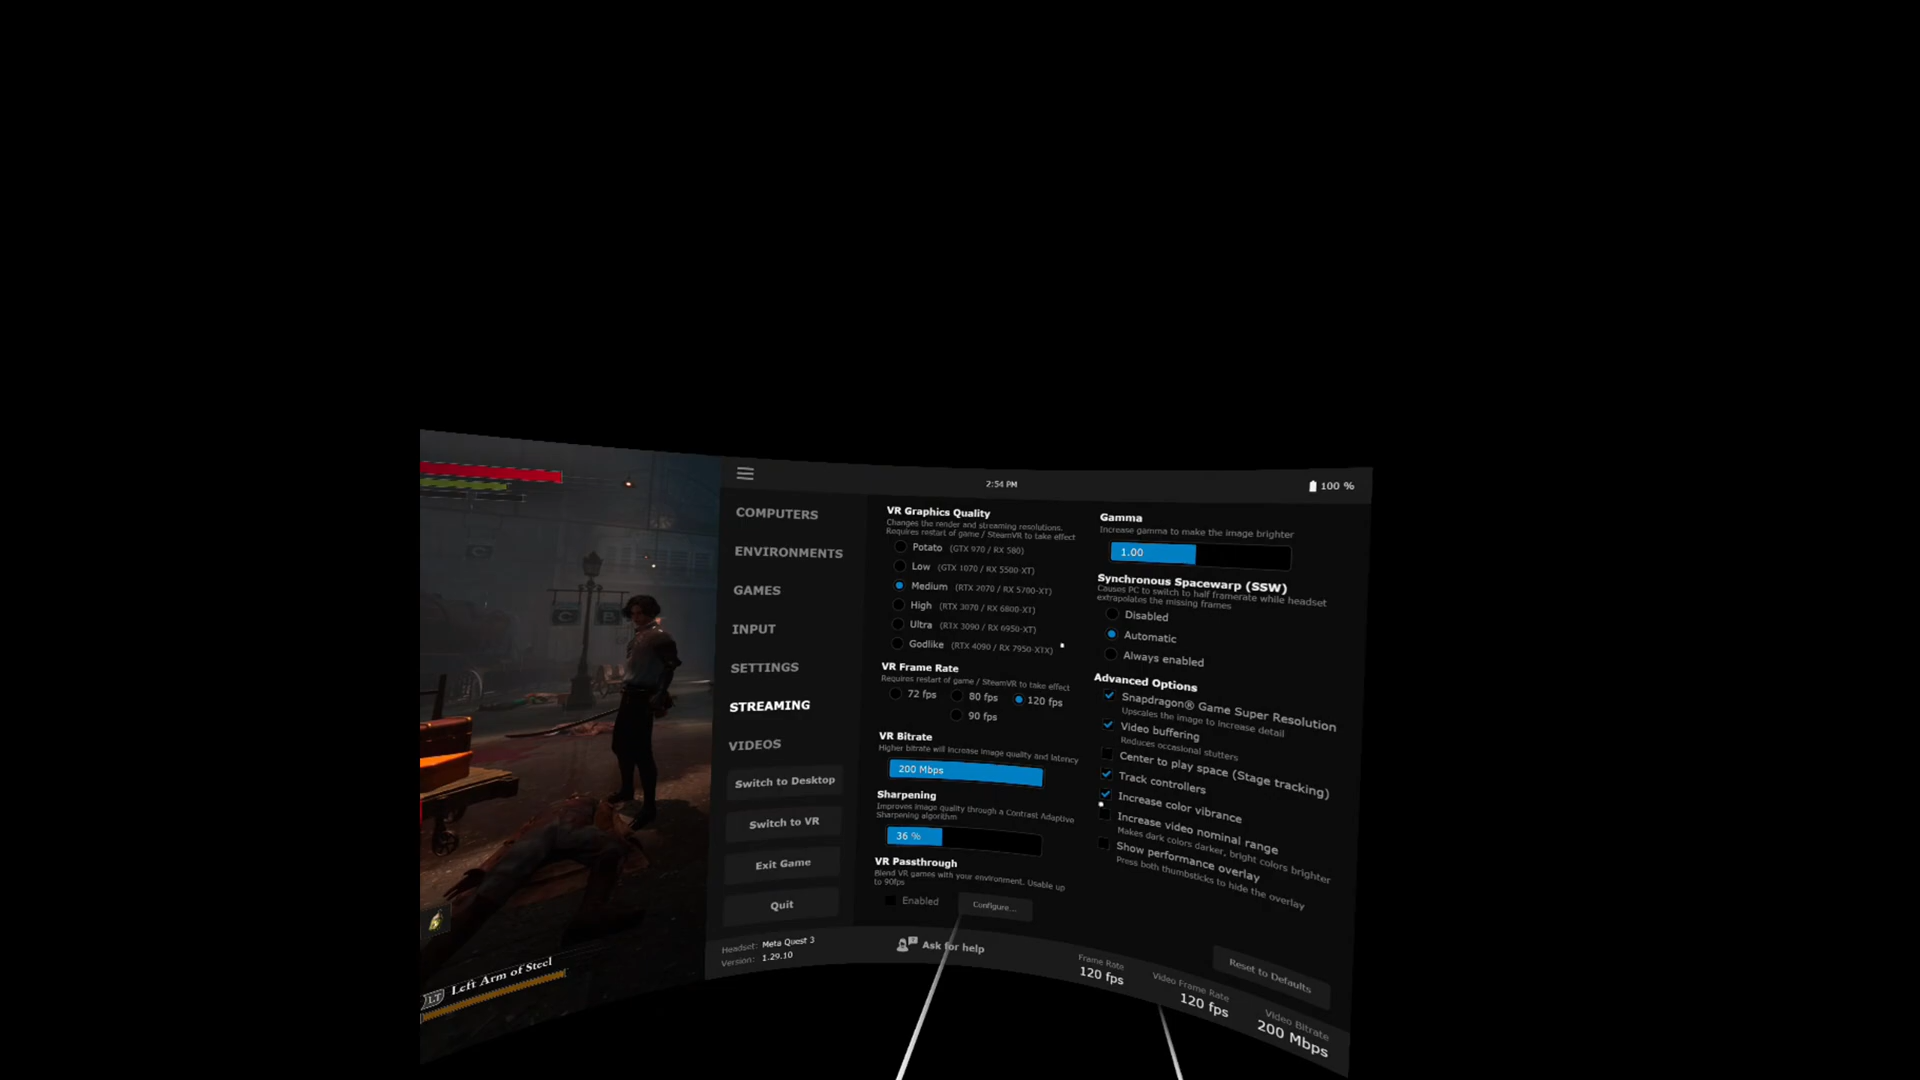 2:54 PM
100 %
COMPUTERS
ENVIRONMENTS
GAMES
INPUT
SETTINGS
STREAMING
VIDEOS
Switch to Desktop
Switch to VR
Exit Game
Quit
VR Graphics Quality
Changes the render and streaming resolutions.
Requires restart of game / SteamVR to take effect
Potato (GTX 970 / RX 580)
Low (GTX 1070 / RX 5500-XT)
Medium (RTX 2070 / RX 5700-XT)
High (RTX 3070 / RX 6800-XT)
Ultra (RTX 3090 / RX 6950-XT)
Godlike (RTX 4090 / RX 7950-XTX)
VR Frame Rate
Requires restart of game / SteamVR to take effect
72 fps
80 fps
120 fps
90 fps
VR Bitrate
Higher bitrate will increase image quality and latency
200 Mbps
Sharpening
Improves image quality through a Contrast Adaptive
Sharpening algorithm
36 %
VR Passthrough
Blend VR games with your environment. Usable up
to 90fps
Enabled
Configure...
Gamma
Increase gamma to make the image brighter
1.00
Synchronous Spacewarp (SSW)
Causes PC to switch to half framerate while headset
extrapolates the missing frames
Disabled
Automatic
Always enabled
Advanced Options
Snapdragon® Game Super Resolution
Upscales the image to increase detail
Video buffering
Reduces occasional stutters
Center to play space (Stage tracking)
Track controllers
Increase color vibrance
Increase video nominal range
Makes dark colors darker, bright colors brighter
Show performance overlay
Press both thumbsticks to hide the overlay
Reset to Defaults
Headset: Meta Quest 3
Version: 1.29.10
Ask for help
Frame Rate
120 fps
Video Frame Rate
120 fps
Video Bitrate
200 Mbps
C
C
B
LT
Left Arm of Steel